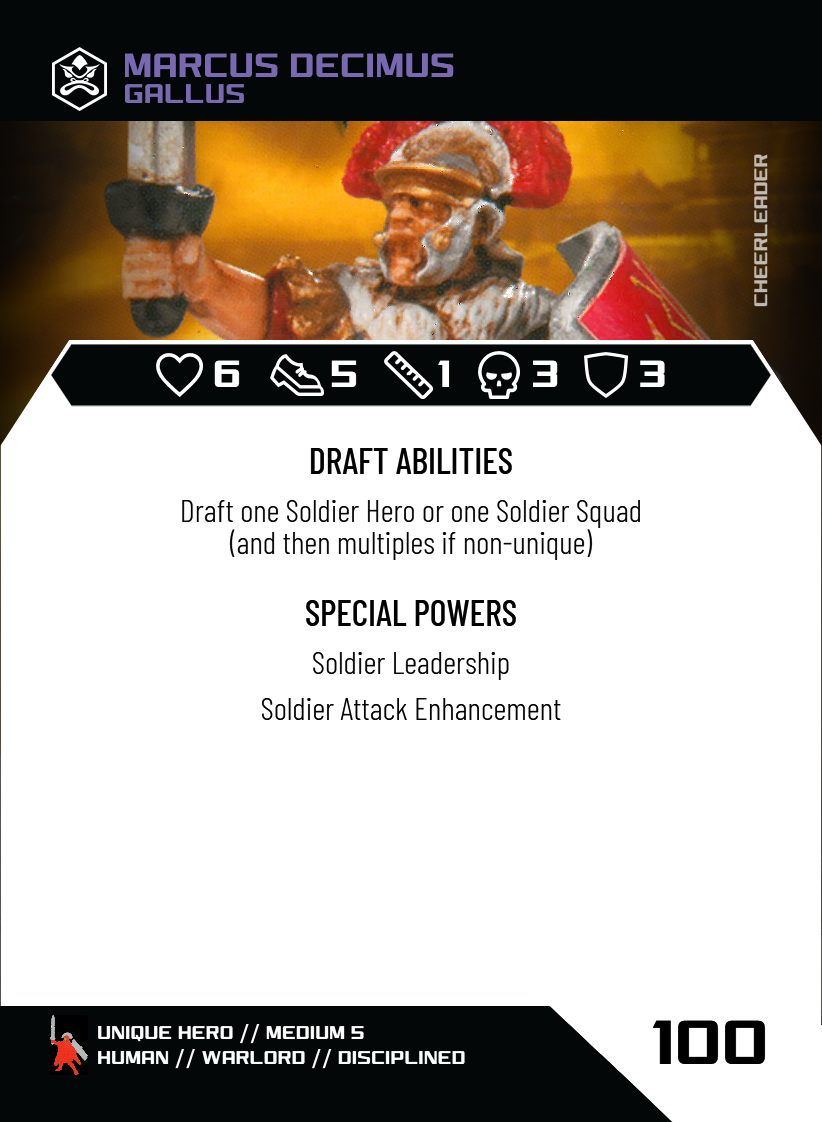 MARCUS DECIMUS
GALLUS
CHEERLEADER
6 5 1 3 3
DRAFT ABILITIES
Draft one Soldier Hero or one Soldier Squad
(and then multiples if non-unique)
SPECIAL POWERS
Soldier Leadership
Soldier Attack Enhancement
UNIQUE HERO // MEDIUM 5
HUMAN // WARLORD // DISCIPLINED
100